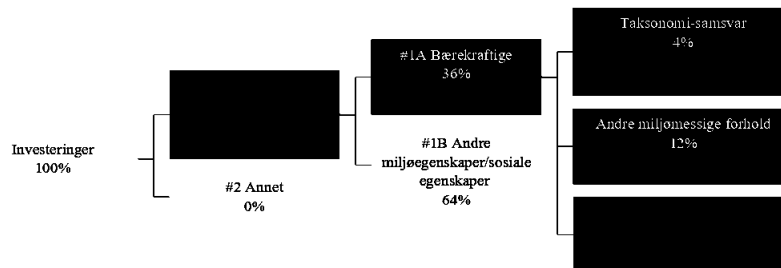 Investeringer
100%
#2 Annet
0%
#1A Bærekraftige
36%
#1B Andre
miljøegenskaper/sosiale
egenskaper
64%
Taksonomi-samsvar
4%
Andre miljømessige forhold
12%